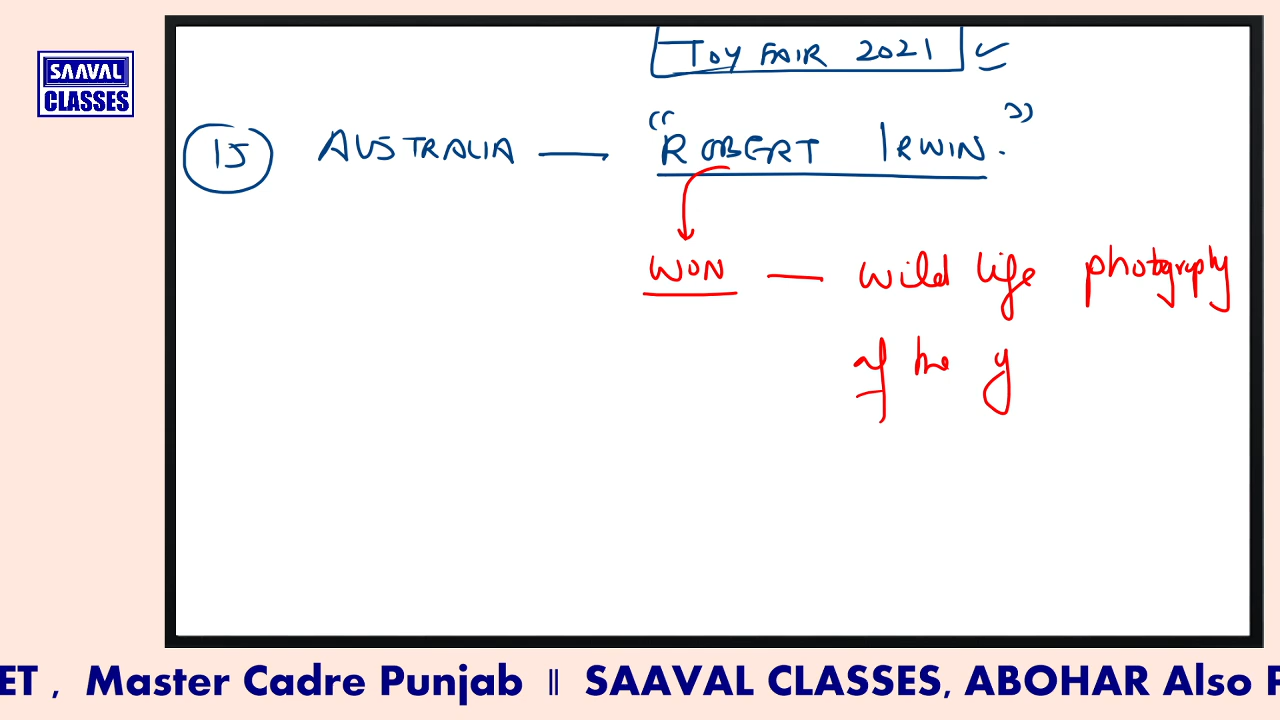 SAAVAL
CLASSES
TOY FAIR 2021
15 AUSTRALIA — "ROBERT IRWIN."
WON — wild life photography
of the y
ET , Master Cadre Punjab || SAAVAL CLASSES, ABOHAR Also P